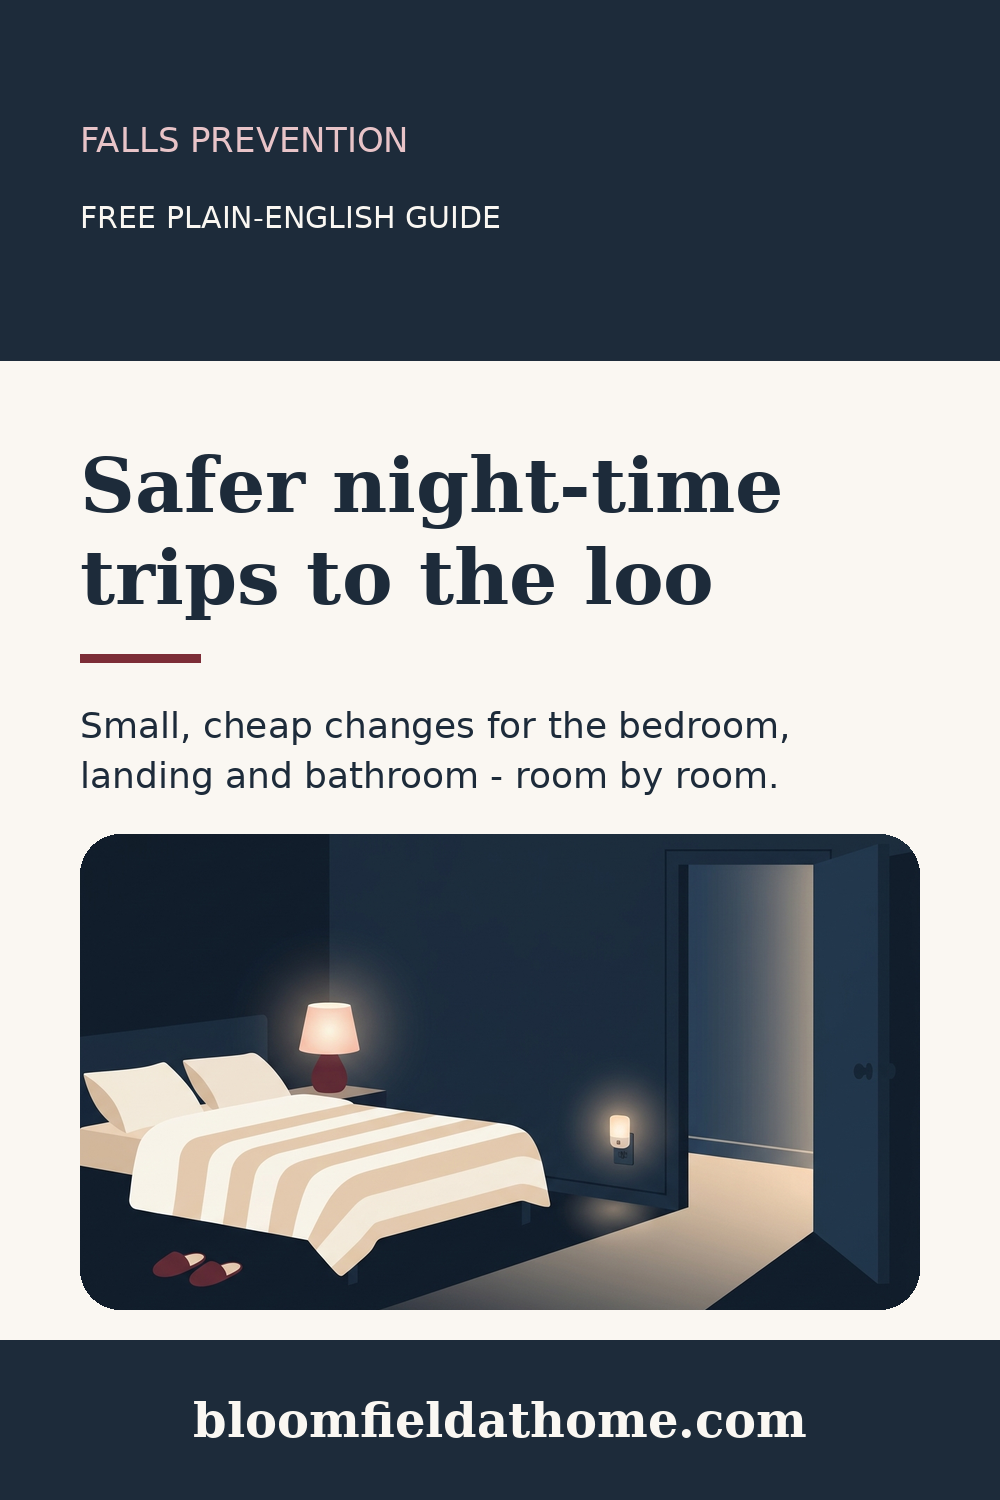 FALLS PREVENTION
FREE PLAIN-ENGLISH GUIDE
Safer night-time
trips to the loo
Small, cheap changes for the bedroom,
landing and bathroom - room by room.
bloomfieldathome.com